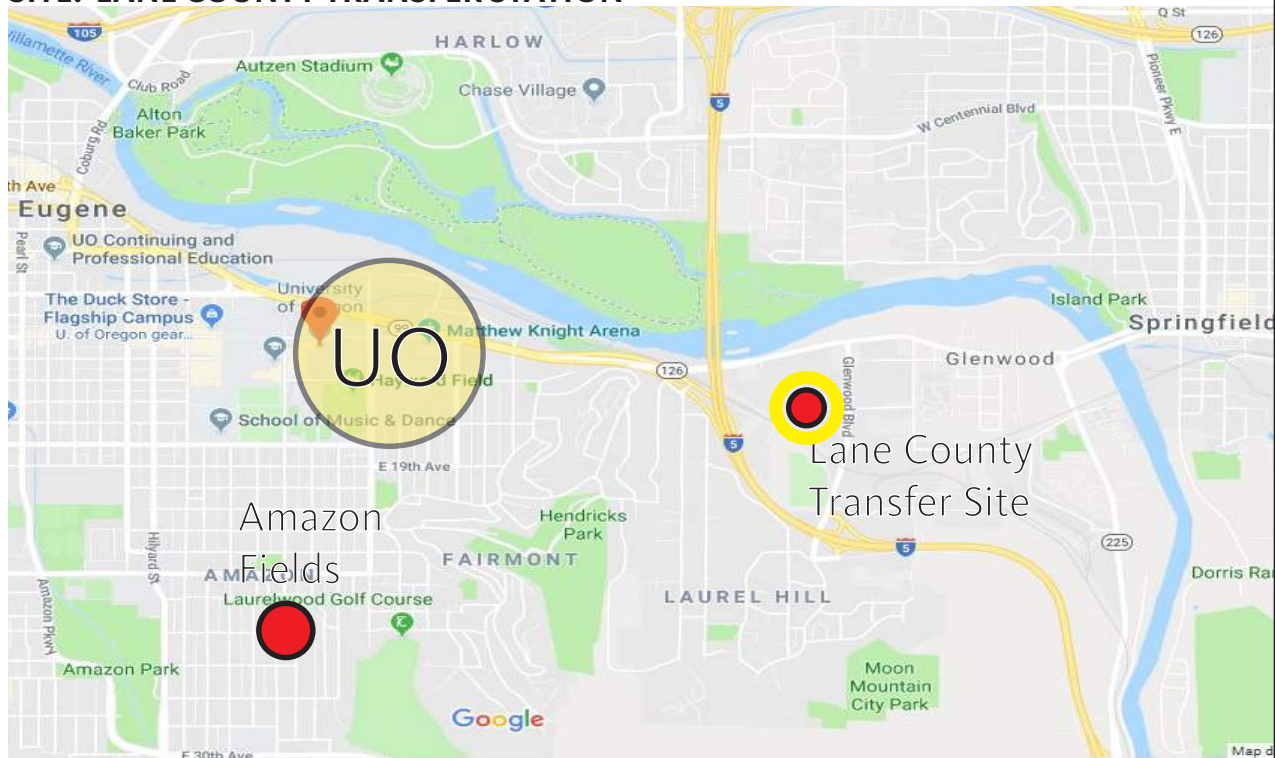 SITE: LANE COUNTY TRANSFERSTATION
Q St
105
126
HARLOW
Willamette River
Autzen Stadium
Club Road
Chase Village
Pioneer Pkwy E
5
Alton
Baker Park
W Centennial Blvd
Coburg Rd
th Ave
Eugene
Pearl St
UO Continuing and
Professional Education
University
of Oregon
The Duck Store -
Flagship Campus
U. of Oregon gear...
Island Park
99
Matthew Knight Arena
Springfield
UO
Glenwood
126
Glenwood Blvd
Hayward Field
School of Music & Dance
5
Lane County
Transfer Site
E 19th Ave
Amazon
Fields
Hendricks
Park
Hilyard St
FAIRMONT
5
225
AMAZON
Dorris Ra
Amazon Pkwy
Laurelwood Golf Course
LAUREL HILL
Amazon Park
Moon
Mountain
City Park
Google
E 30th Ave
Map d